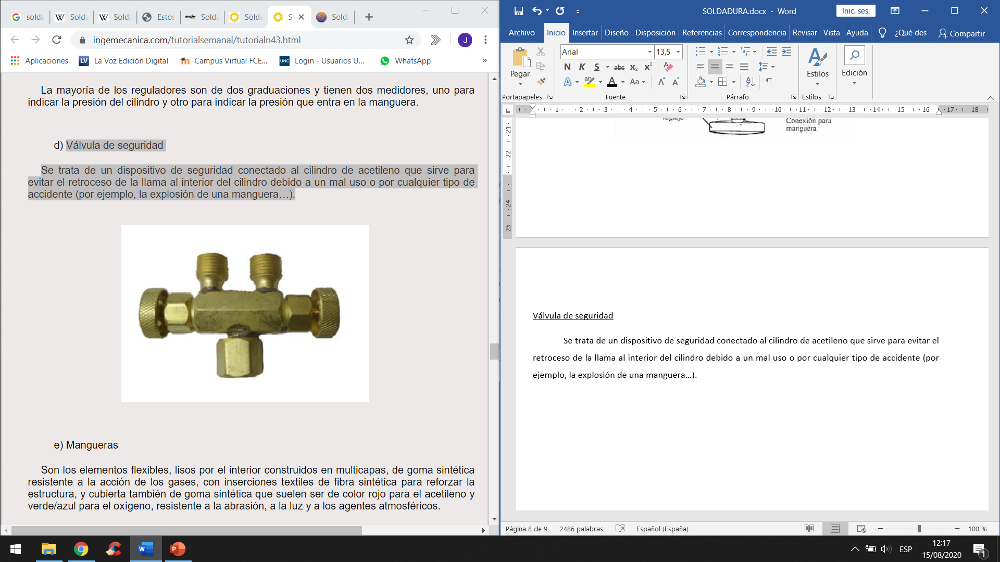 solda
Solda
Solda
Estos
Solda
Solda
S
Solda
ingemecanica.com/tutorialsemanal/tutorialn43.html
J
Aplicaciones
LV
La Voz Edición Digital
Campus Virtual FCE...
UNC
Login - Usuarios U...
WhatsApp
»
La mayoría de los reguladores son de dos graduaciones y tienen dos medidores, uno para
indicar la presión del cilindro y otro para indicar la presión que entra en la manguera.
d) Válvula de seguridad
Se trata de un dispositivo de seguridad conectado al cilindro de acetileno que sirve para
evitar el retroceso de la llama al interior del cilindro debido a un mal uso o por cualquier tipo de
accidente (por ejemplo, la explosión de una manguera…).
e) Mangueras
Son los elementos flexibles, lisos por el interior construidos en multicapas, de goma sintética
resistente a la acción de los gases, con inserciones textiles de fibra sintética para reforzar la
estructura, y cubierta también de goma sintética que suelen ser de color rojo para el acetileno y
verde/azul para el oxígeno, resistente a la abrasión, a la luz y a los agentes atmosféricos.
SOLDADURA.docx - Word
Inic. ses.
Archivo Inicio Insertar Diseño Disposición Referencias Correspondencia Revisar Vista Ayuda ¿Qué des Compartir
Pegar
Arial 13,5
N K S abc x₂ x²
A ab A Aa A A
Estilos
Edición
Portapapeles Fuente Párrafo Estilos
1 2 3 4 5 6 7 8 9 10 11 12 13 14 15 16 17 18
21
22
24
25
reglaje
Conexión para
manguera
Válvula de seguridad
Se trata de un dispositivo de seguridad conectado al cilindro de acetileno que sirve para evitar el
retroceso de la llama al interior del cilindro debido a un mal uso o por cualquier tipo de accidente (por
ejemplo, la explosión de una manguera…).
Página 8 de 9 2486 palabras Español (España) 100 %
ESP
12:17
15/08/2020
1